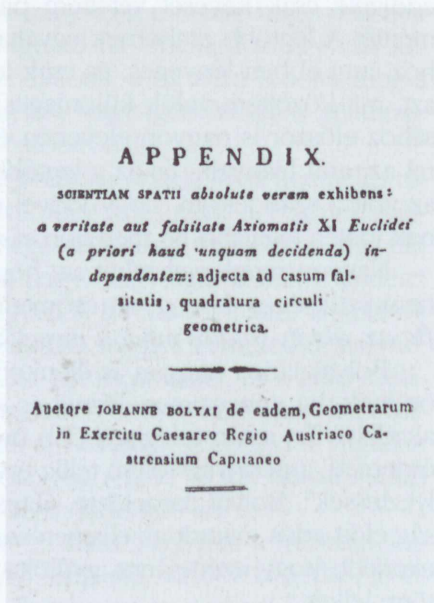 APPENDIX.
SCIENTIAM SPATII absolute veram exhibens:
a veritate aut falsitate Axiomatis XI Euclidei
(a priori haud unquam decidenda) in-
dependentem: adjecta ad casum fal-
sitatis, quadratura circuli
geometrica.
Auctore JOHANNE BOLYAI de eadem, Geometrarum
in Exercitu Caesareo Regio Austriaco Ca-
strensium Capitaneo